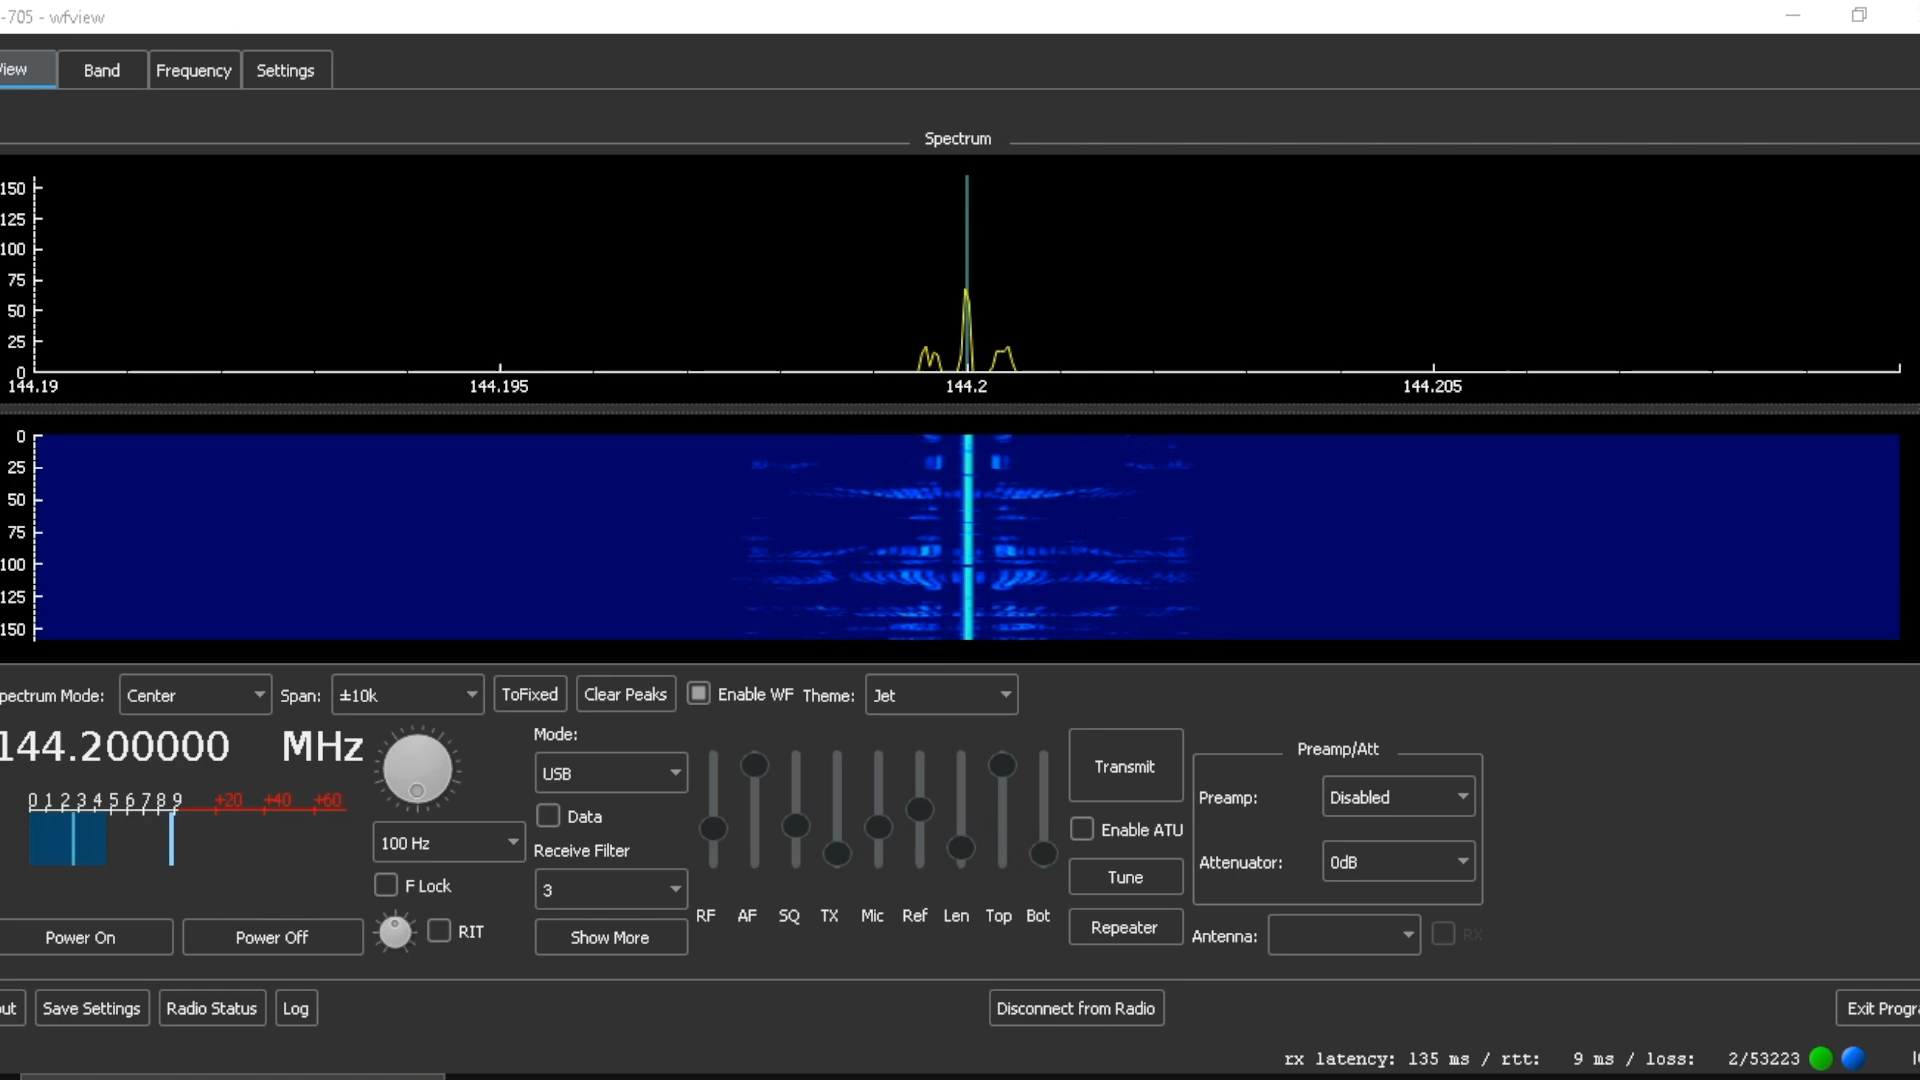 -705 - wfview
View Band Frequency Settings
Spectrum
150
125
100
75
50
25
0
144.19 144.195 144.2 144.205
0
25
50
75
100
125
150
pectrum Mode: Center Span: ±10k ToFixed Clear Peaks Enable WF Theme: Jet
144.200000 MHz
0 1 2 3 4 5 6 7 8 9 +20 +40 +60
100 Hz
F Lock
Power On Power Off RIT
Mode:
USB
Data
Receive Filter
3
Show More
RF AF SQ TX Mic Ref Len Top Bot
Transmit
Enable ATU
Tune
Repeater
Preamp/Att
Preamp: Disabled
Attenuator: 0dB
Antenna: RX
out Save Settings Radio Status Log Disconnect from Radio Exit Progra
rx latency: 135 ms / rtt: 9 ms / loss: 2/53223